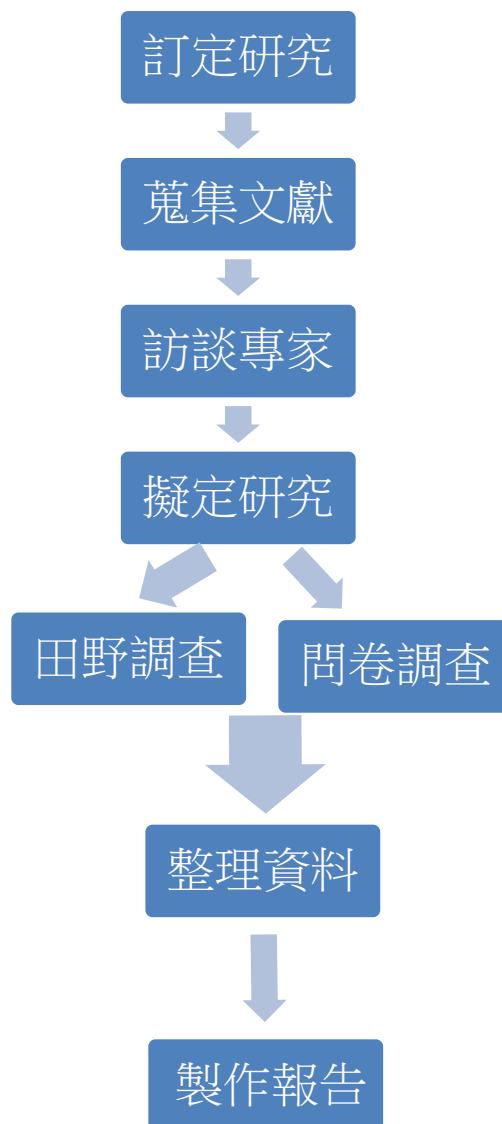 訂定研究
蒐集文獻
訪談專家
擬定研究
田野調查
問卷調查
整理資料
製作報告